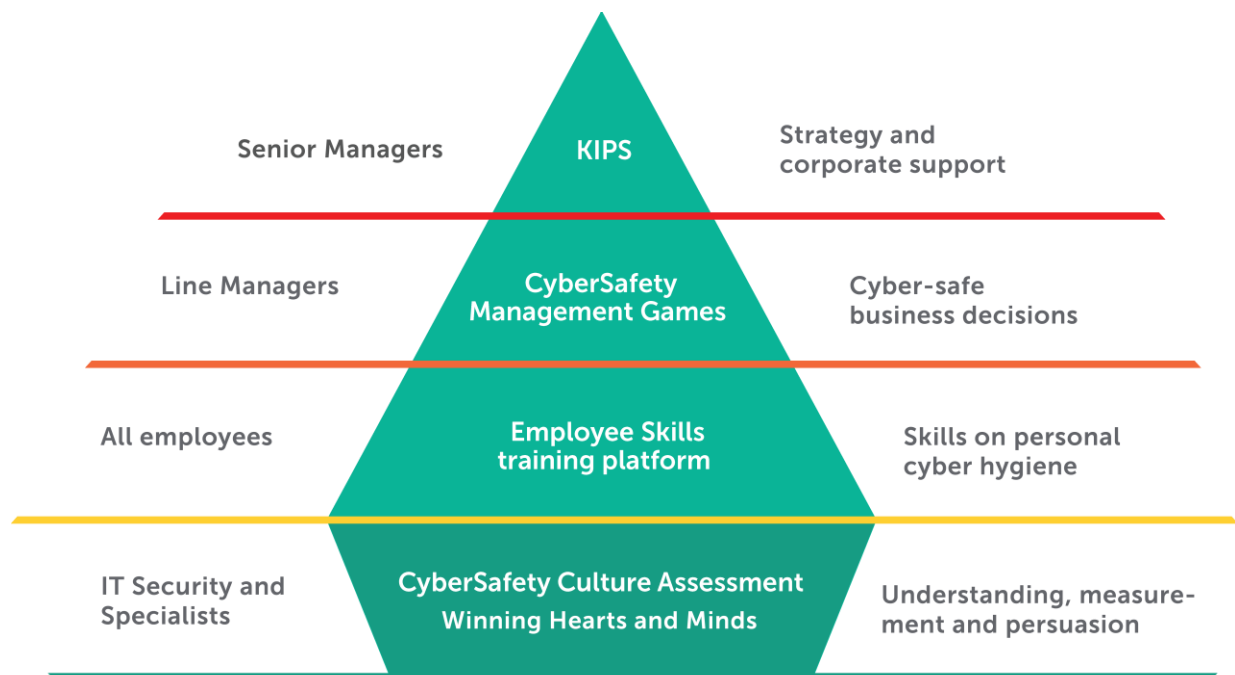 Senior Managers
KIPS
Strategy and
corporate support
Line Managers
CyberSafety
Management Games
Cyber-safe
business decisions
All employees
Employee Skills
training platform
Skills on personal
cyber hygiene
IT Security and
Specialists
CyberSafety Culture Assessment
Winning Hearts and Minds
Understanding, measure-
ment and persuasion